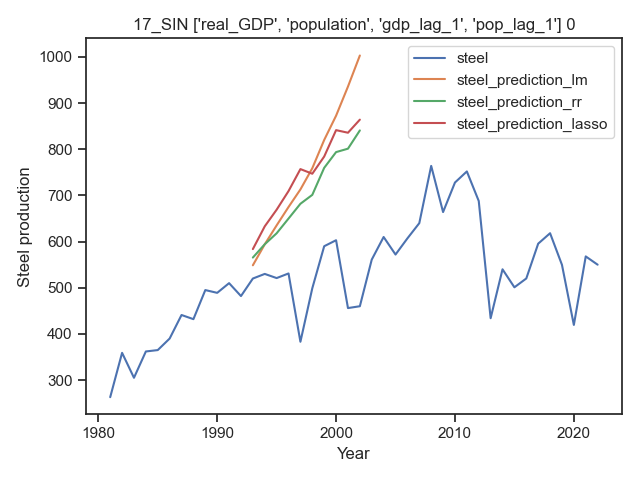 17_SIN ['real_GDP', 'population', 'gdp_lag_1', 'pop_lag_1'] 0
steel
steel_prediction_lm
steel_prediction_rr
steel_prediction_lasso
Steel production
1000
900
800
700
600
500
400
300
1980
1990
2000
2010
2020
Year